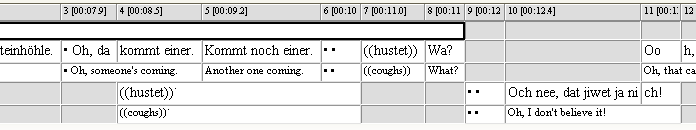 3 [00:07.9] 4 [00:08.5] 5 [00:09.2] 6 [00:10 7 [00:11.0] 8 [00:11 9 [00:12 10 [00:12.4] 11 [00:13 12
teinhöhle. • Oh, da kommt einer. Kommt noch einer. • • ((hustet)) Wa? Oo h,
• Oh, someone's coming. Another one coming. • • ((coughs)) What? Oh, that ca
((hustet))˙ • • Och nee, dat jiwet ja ni ch!
((coughs))˙ • • Oh, I don't believe it!